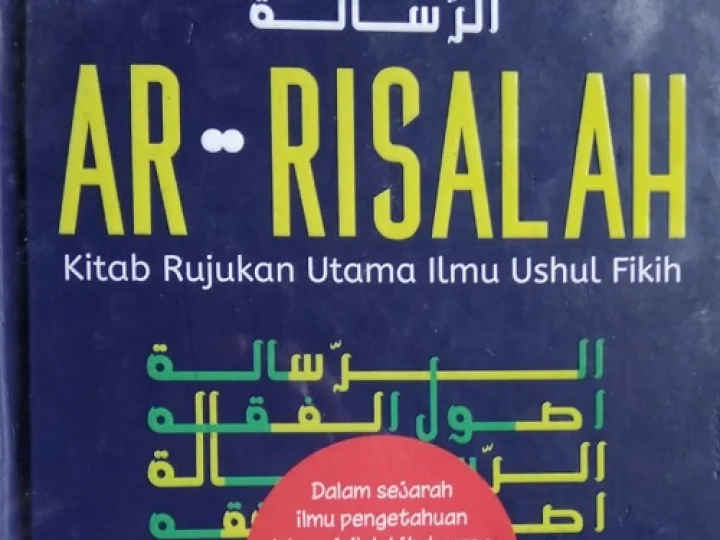 الرّسالة
AR-RISALAH
Kitab Rujukan Utama Ilmu Ushul Fikih
الرّسالة
اصول الفقه
الرّسالة
Dalam sejarah
ilmu pengetahuan